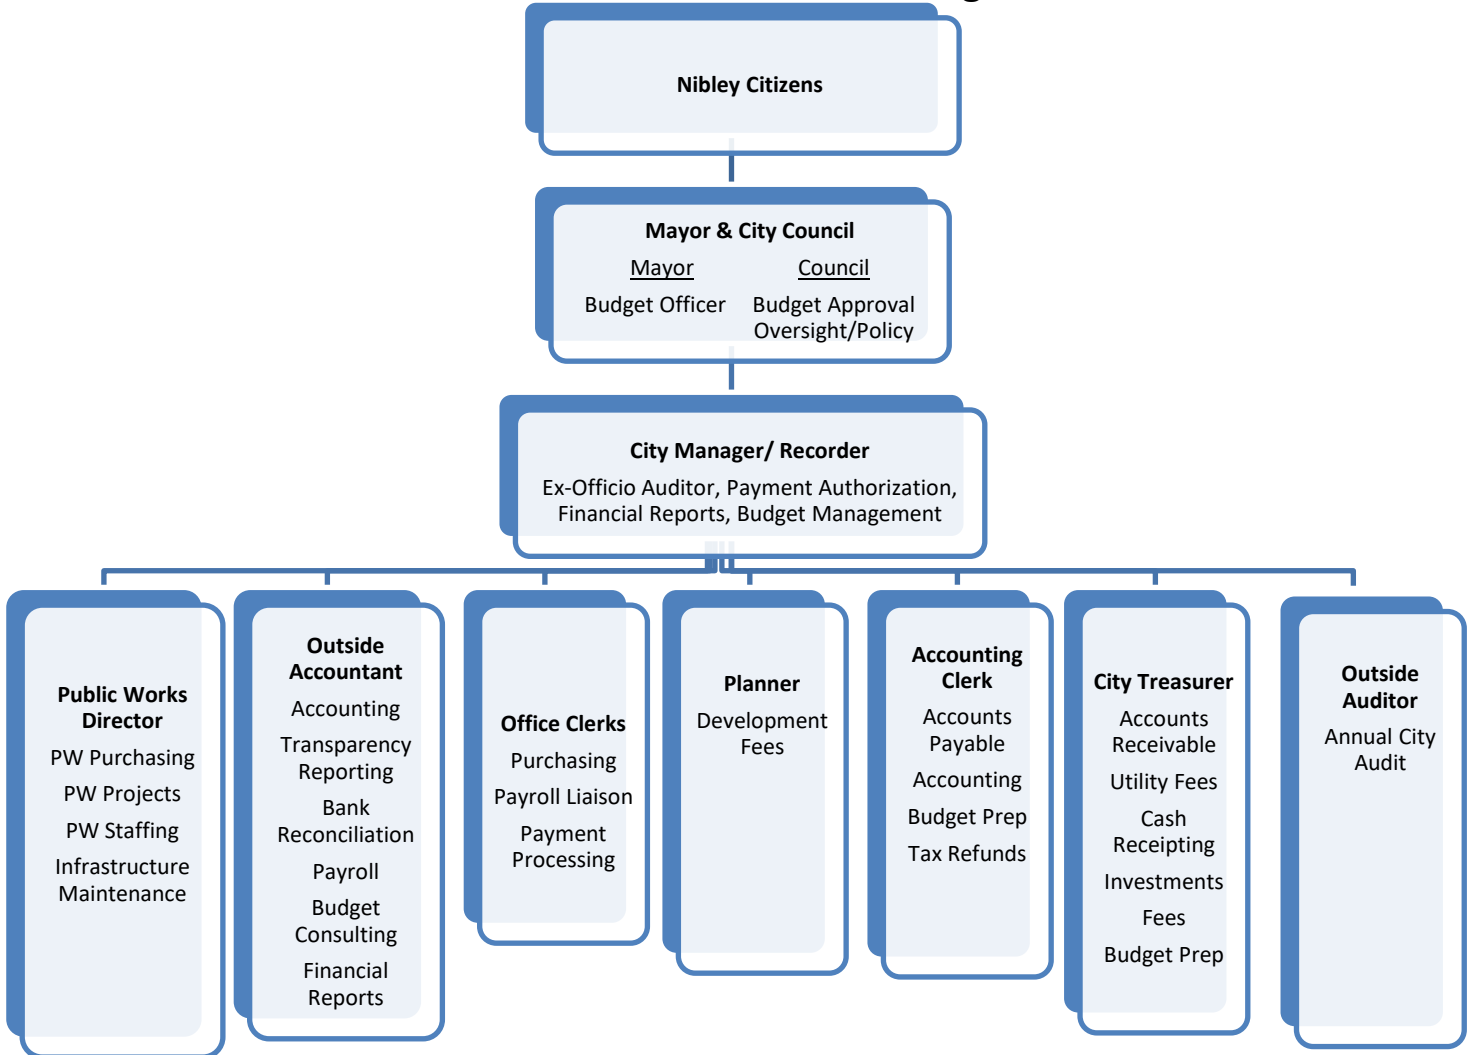 Nibley Citizens
Mayor & City Council
Mayor
Council
Budget Officer
Budget Approval
Oversight/Policy
City Manager/ Recorder
Ex-Officio Auditor, Payment Authorization,
Financial Reports, Budget Management
Public Works
Director
PW Purchasing
PW Projects
PW Staffing
Infrastructure
Maintenance
Outside
Accountant
Accounting
Transparency
Reporting
Bank
Reconciliation
Payroll
Budget
Consulting
Financial
Reports
Office Clerks
Purchasing
Payroll Liaison
Payment
Processing
Planner
Development
Fees
Accounting
Clerk
Accounts
Payable
Accounting
Budget Prep
Tax Refunds
City Treasurer
Accounts
Receivable
Utility Fees
Cash
Receipting
Investments
Fees
Budget Prep
Outside
Auditor
Annual City
Audit